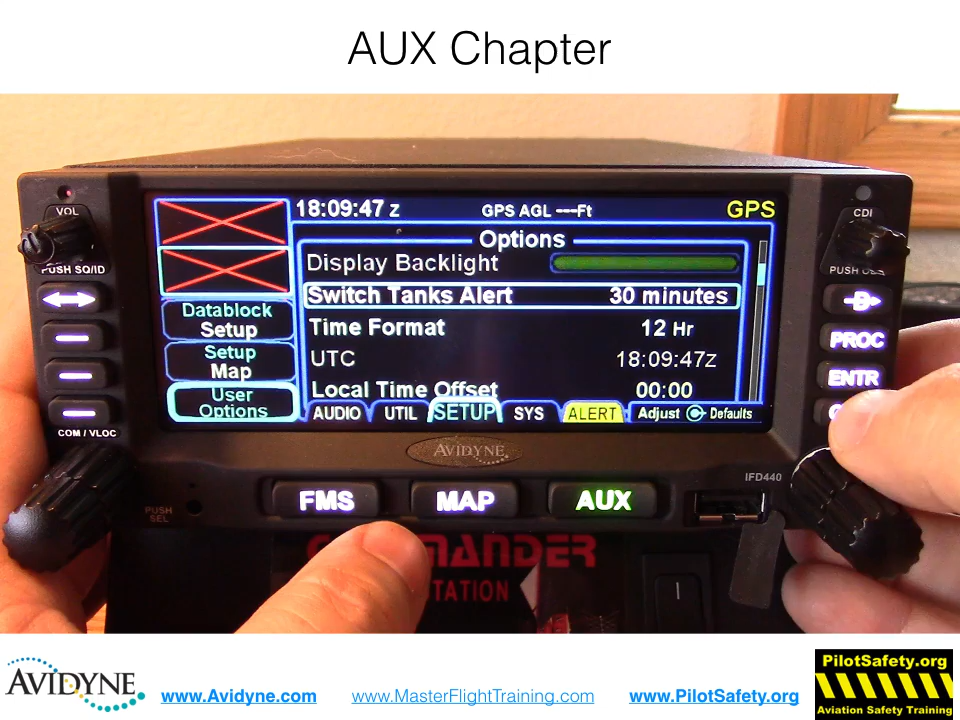 AUX Chapter
VOL
PUSH SQ/ID
COM / VLOC
PUSH
SEL
18:09:47 z GPS AGL ---Ft GPS
Options
Display Backlight
Switch Tanks Alert 30 minutes
Time Format 12 Hr
UTC 18:09:47z
Local Time Offset 00:00
Datablock
Setup
Setup
Map
User
Options
AUDIO UTIL SETUP SYS ALERT Adjust Defaults
AVIDYNE
IFD440
FMS MAP AUX
CDI
PUSH
D
PROC
ENTR
MANDER
TATION
AVIDYNE. www.Avidyne.com www.MasterFlightTraining.com www.PilotSafety.org
PilotSafety.org
Aviation Safety Training